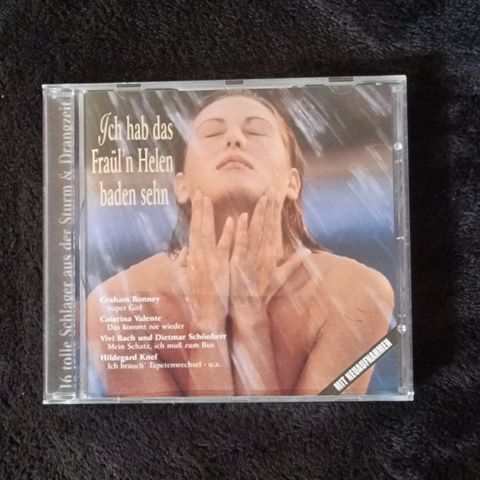 16 tolle Schlager aus der Sturm & Drangzeit
Ich hab das
Fraül'n Helen
baden sehn
Graham Bonney
Super Girl
Caterina Valente
Das kommt nie wieder
Vivi Bach und Dietmar Schönherr
Mein Schatz, ich muß zum Bus
Hildegard Knef
Ich brauch' Tapetenwechsel - u.a.
MIT NEUAUFNAHMEN